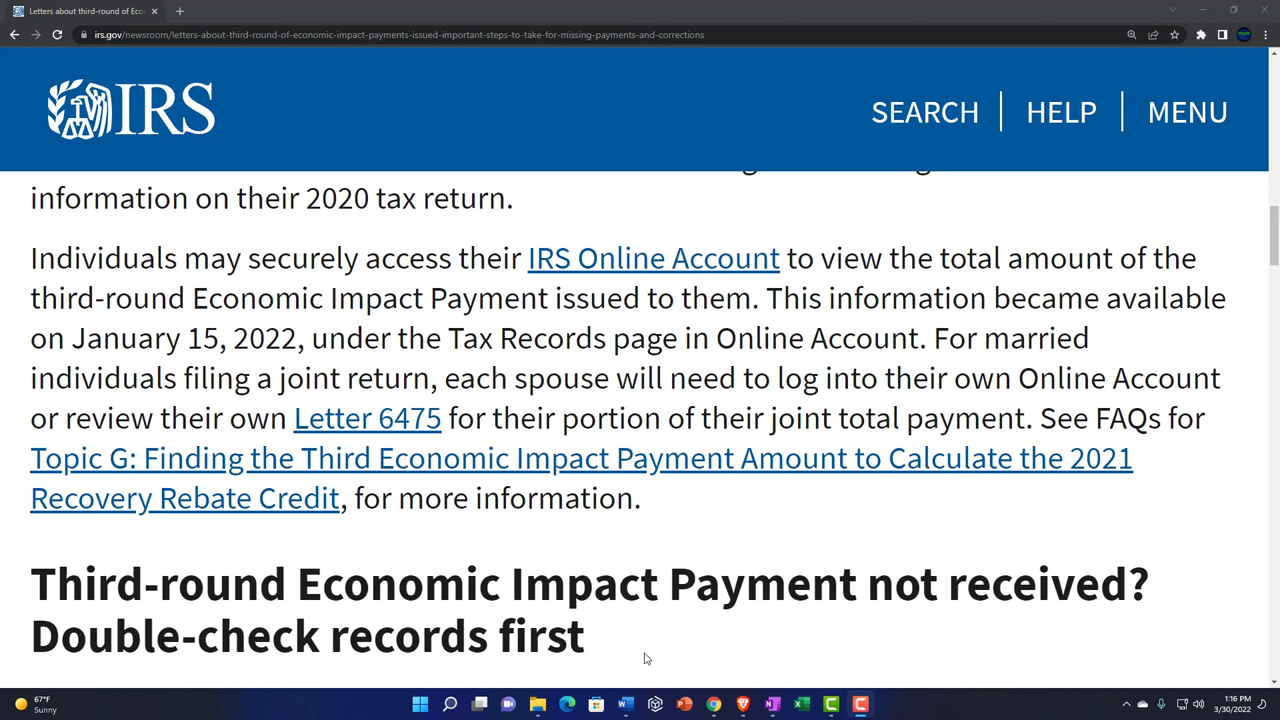 Letters about third-round of Eco
irs.gov/newsroom/letters-about-third-round-of-economic-impact-payments-issued-important-steps-to-take-for-missing-payments-and-corrections
IRS
SEARCH
HELP
MENU
information on their 2020 tax return.
Individuals may securely access their IRS Online Account to view the total amount of the
third-round Economic Impact Payment issued to them. This information became available
on January 15, 2022, under the Tax Records page in Online Account. For married
individuals filing a joint return, each spouse will need to log into their own Online Account
or review their own Letter 6475 for their portion of their joint total payment. See FAQs for
Topic G: Finding the Third Economic Impact Payment Amount to Calculate the 2021
Recovery Rebate Credit, for more information.
Third-round Economic Impact Payment not received?
Double-check records first
67°F
Sunny
1:16 PM
3/30/2022